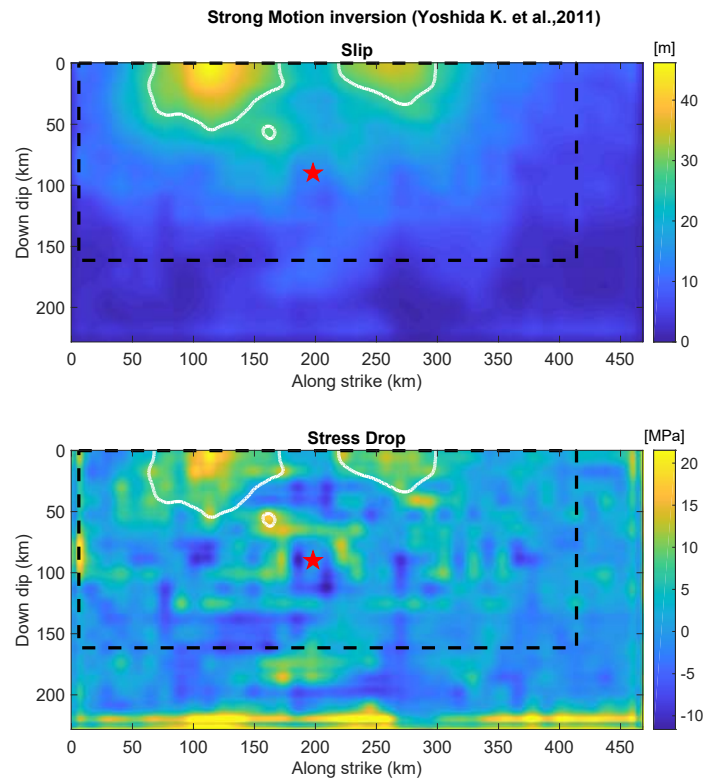 Strong Motion inversion (Yoshida K. et al.,2011)
Slip
[m]
0
50
100
150
200
Down dip (km)
0 50 100 150 200 250 300 350 400 450
Along strike (km)
40
30
20
10
0
Stress Drop
[MPa]
0
50
100
150
200
Down dip (km)
0 50 100 150 200 250 300 350 400 450
Along strike (km)
20
15
10
5
0
-5
-10